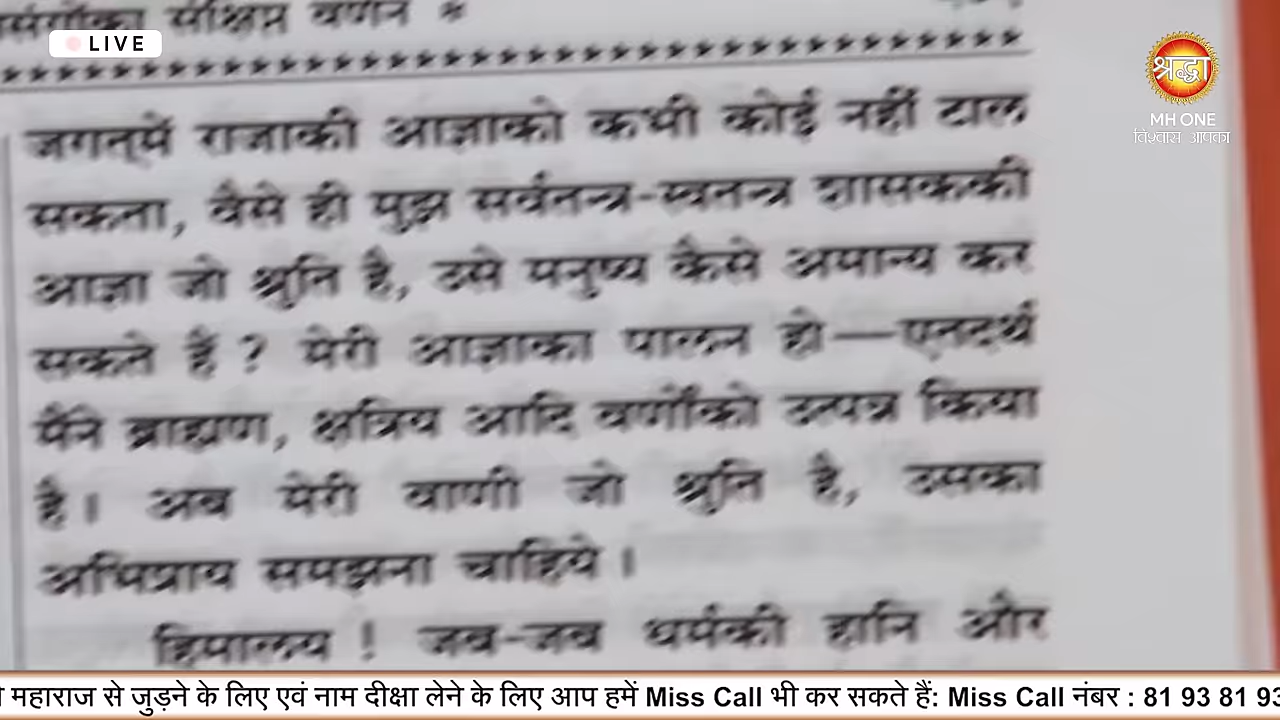 संक्षिप्त वर्णन *
LIVE
श्रद्धा
MH ONE
विश्वास आपका
जगत्‌में राजाकी आज्ञाको कभी कोई नहीं टाल
सकता, वैसे ही मुझ सर्वतन्त्र-स्वतन्त्र शासककी
आज्ञा जो श्रुति है, उसे मनुष्य कैसे अमान्य कर
सकते हैं ? मेरी आज्ञाका पालन हो—एतदर्थ
मैंने ब्राह्मण, क्षत्रिय आदि वर्णोंको उत्पन्न किया
है। अब मेरी वाणी जो श्रुति है, उसका
अभिप्राय समझना चाहिये।
हिमालय ! जब-जब धर्मकी हानि और
महाराज से जुड़ने के लिए एवं नाम दीक्षा लेने के लिए आप हमें Miss Call भी कर सकते हैं: Miss Call नंबर : 81 93 81 93